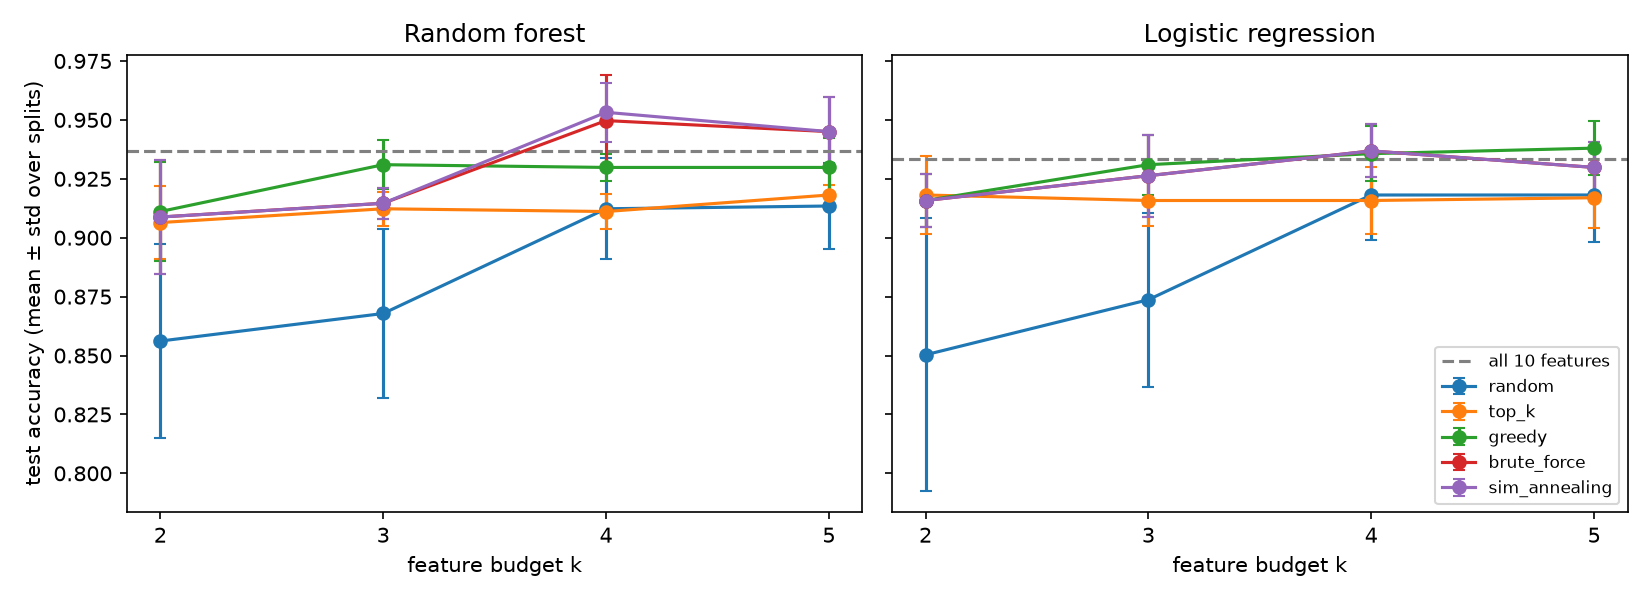 Random forest
Logistic regression
test accuracy (mean ± std over splits)
0.975
0.950
0.925
0.900
0.875
0.850
0.825
0.800
2 3 4 5
feature budget k
2 3 4 5
feature budget k
all 10 features
random
top_k
greedy
brute_force
sim_annealing